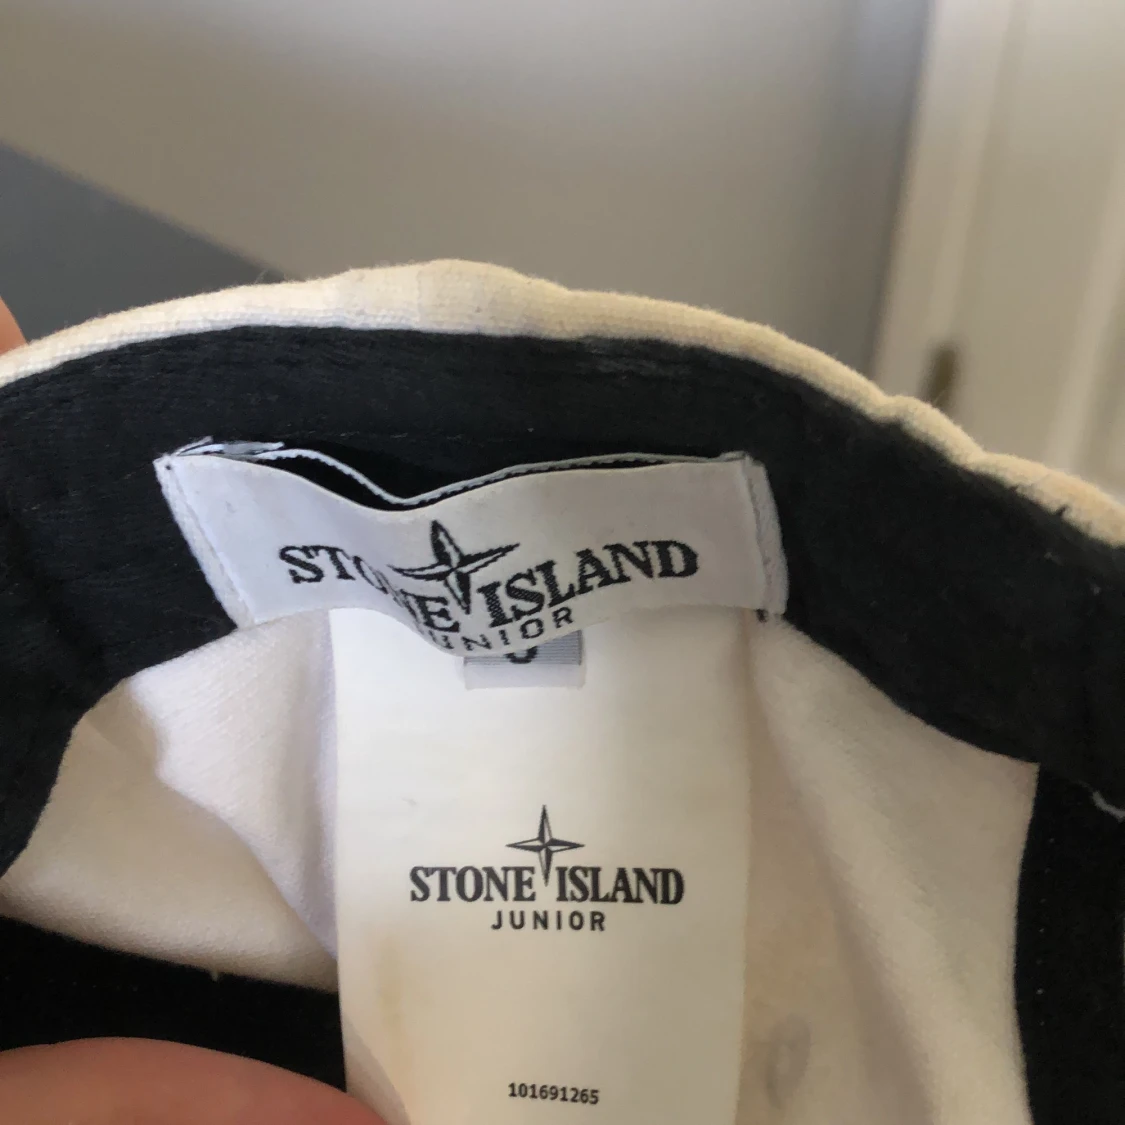 STONE ISLAND
JUNIOR
STONE ISLAND
JUNIOR
101691265